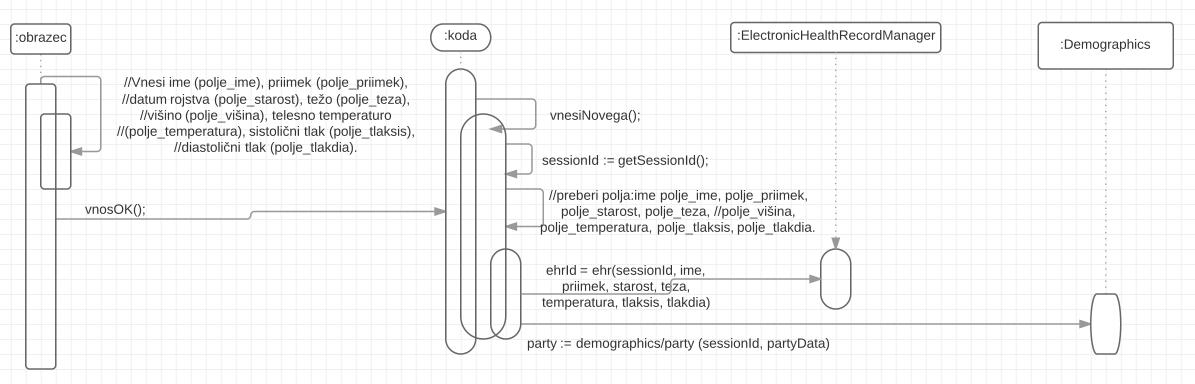 :obrazec
:koda
:ElectronicHealthRecordManager
:Demographics
//Vnesi ime (polje_ime), priimek (polje_priimek),
//datum rojstva (polje_starost), težo (polje_teza),
//višino (polje_višina), telesno temperaturo
//(polje_temperatura), sistolični tlak (polje_tlaksis),
//diastolični tlak (polje_tlakdia).
vnesiNovega();
sessionId := getSessionId();
//preberi polja:ime polje_ime, polje_priimek,
polje_starost, polje_teza, //polje_višina,
polje_temperatura, polje_tlaksis, polje_tlakdia.
vnosOK();
ehrId = ehr(sessionId, ime,
priimek, starost, teza,
temperatura, tlaksis, tlakdia)
party := demographics/party (sessionId, partyData)